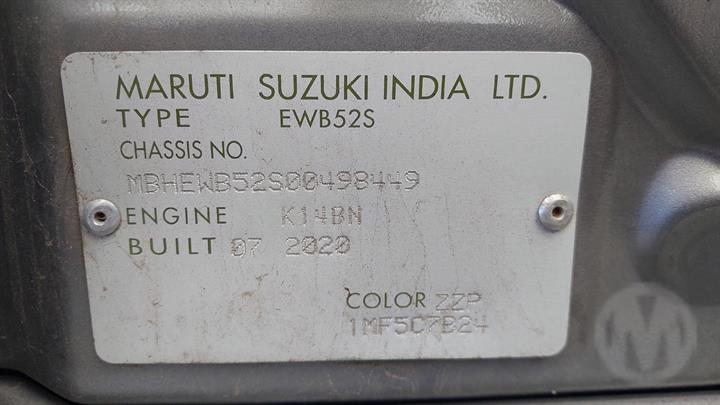 MARUTI SUZUKI INDIA LTD.
TYPE EWB52S
CHASSIS NO.
MBHEWB52S00498449
ENGINE K14BN
BUILT 07 2020
COLOR ZZP
1MF5C7B24